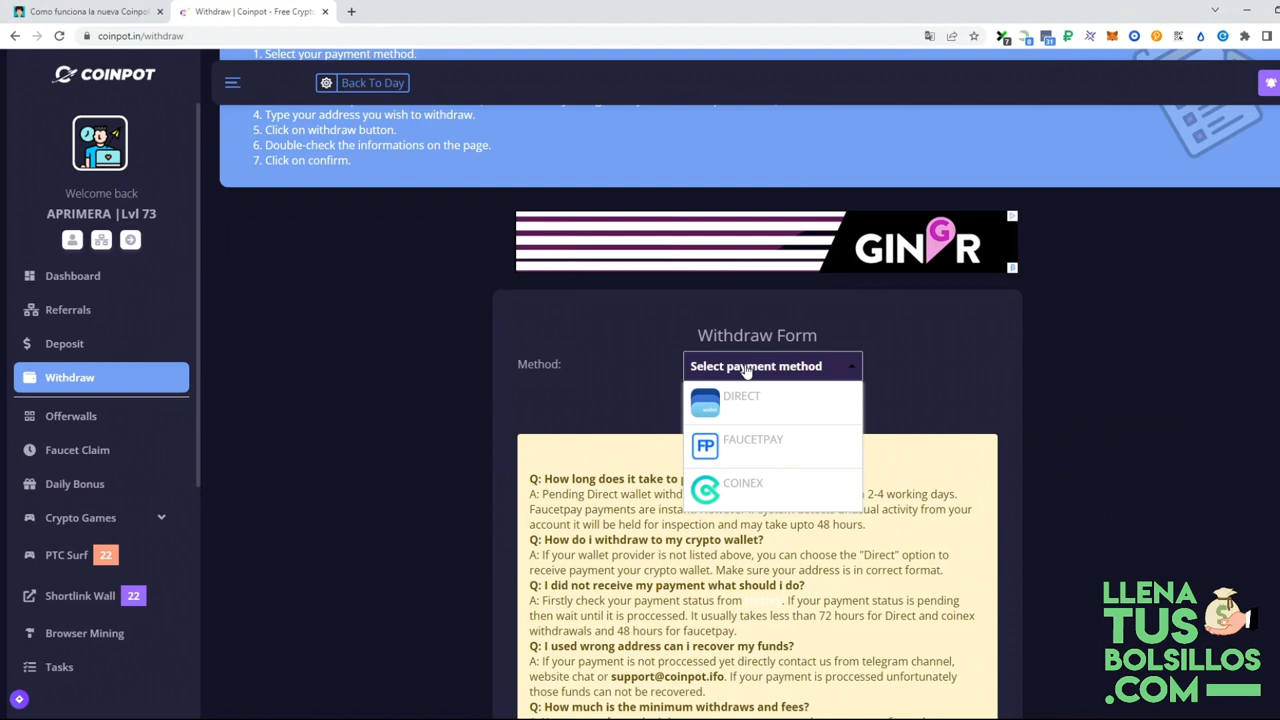 Como funciona la nueva Coinpo
Withdraw | Coinpot - Free Crypto
coinpot.in/withdraw
1. Select your payment method.
COINPOT
Back To Day
4. Type your address you wish to withdraw.
5. Click on withdraw button.
6. Double-check the informations on the page.
7. Click on confirm.
Welcome back
APRIMERA |Lvl 73
GINGR
Dashboard
Referrals
Deposit
Withdraw
Offerwalls
Faucet Claim
Daily Bonus
Crypto Games
PTC Surf 22
Shortlink Wall 22
Browser Mining
Tasks
Withdraw Form
Method:
Select payment method
DIRECT
FP FAUCETPAY
COINEX
Q: How long does it take to
A: Pending Direct wallet withd 2-4 working days.
Faucetpay payments are instan
account it will be held for inspection and may take upto 48 hours.
Q: How do i withdraw to my crypto wallet?
A: If your wallet provider is not listed above, you can choose the "Direct" option to
receive payment your crypto wallet. Make sure your address is in correct format.
Q: I did not receive my payment what should i do?
A: Firstly check your payment status from . If your payment status is pending
then wait until it is proccessed. It usually takes less than 72 hours for Direct and coinex
withdrawals and 48 hours for faucetpay.
Q: I used wrong address can i recover my funds?
A: If your payment is not proccessed yet directly contact us from telegram channel,
website chat or support@coinpot.ifo. If your payment is proccessed unfortunately
those funds can not be recovered.
Q: How much is the minimum withdraws and fees?
LLENA
TUS
BOLSILLOS
.COM